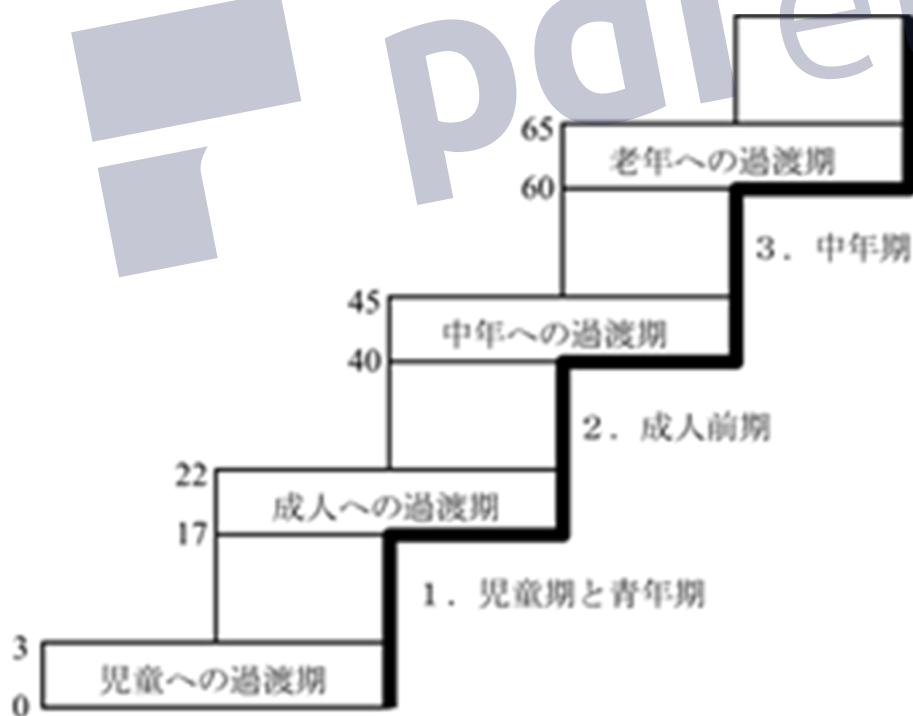 65
老年への過渡期
60
3. 中年期
45
中年への過渡期
40
2. 成人前期
22
成人への過渡期
17
1. 児童期と青年期
3
児童への過渡期
0